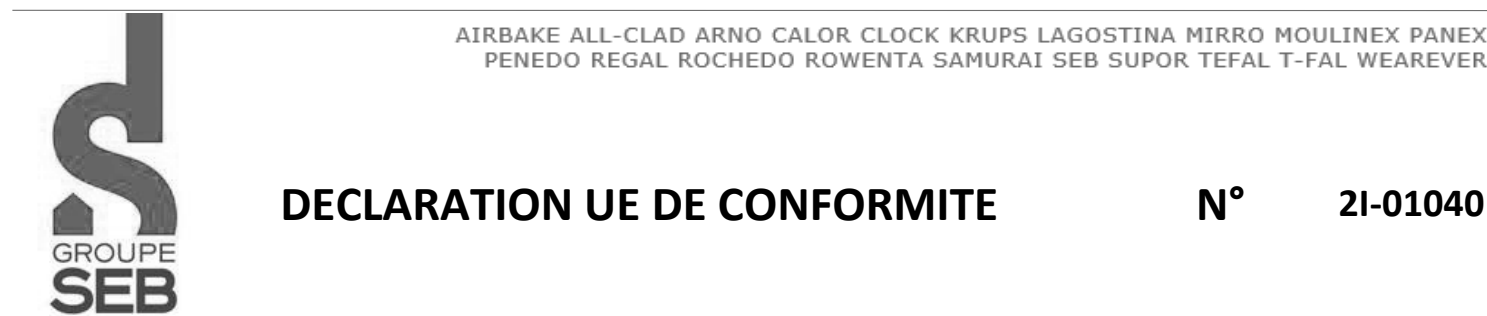 AIRBAKE ALL-CLAD ARNO CALOR CLOCK KRUPS LAGOSTINA MIRRO MOULINEX PANEX
PENEDO REGAL ROCHEDO ROWENTA SAMURAI SEB SUPOR TEFAL T-FAL WEAREVER
DECLARATION UE DE CONFORMITE N° 2I-01040
GROUPE
SEB